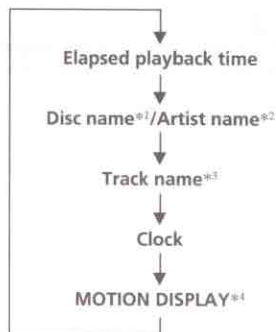 Elapsed playback time
Disc name*1/Artist name*2
Track name*3
Clock
MOTION DISPLAY*4